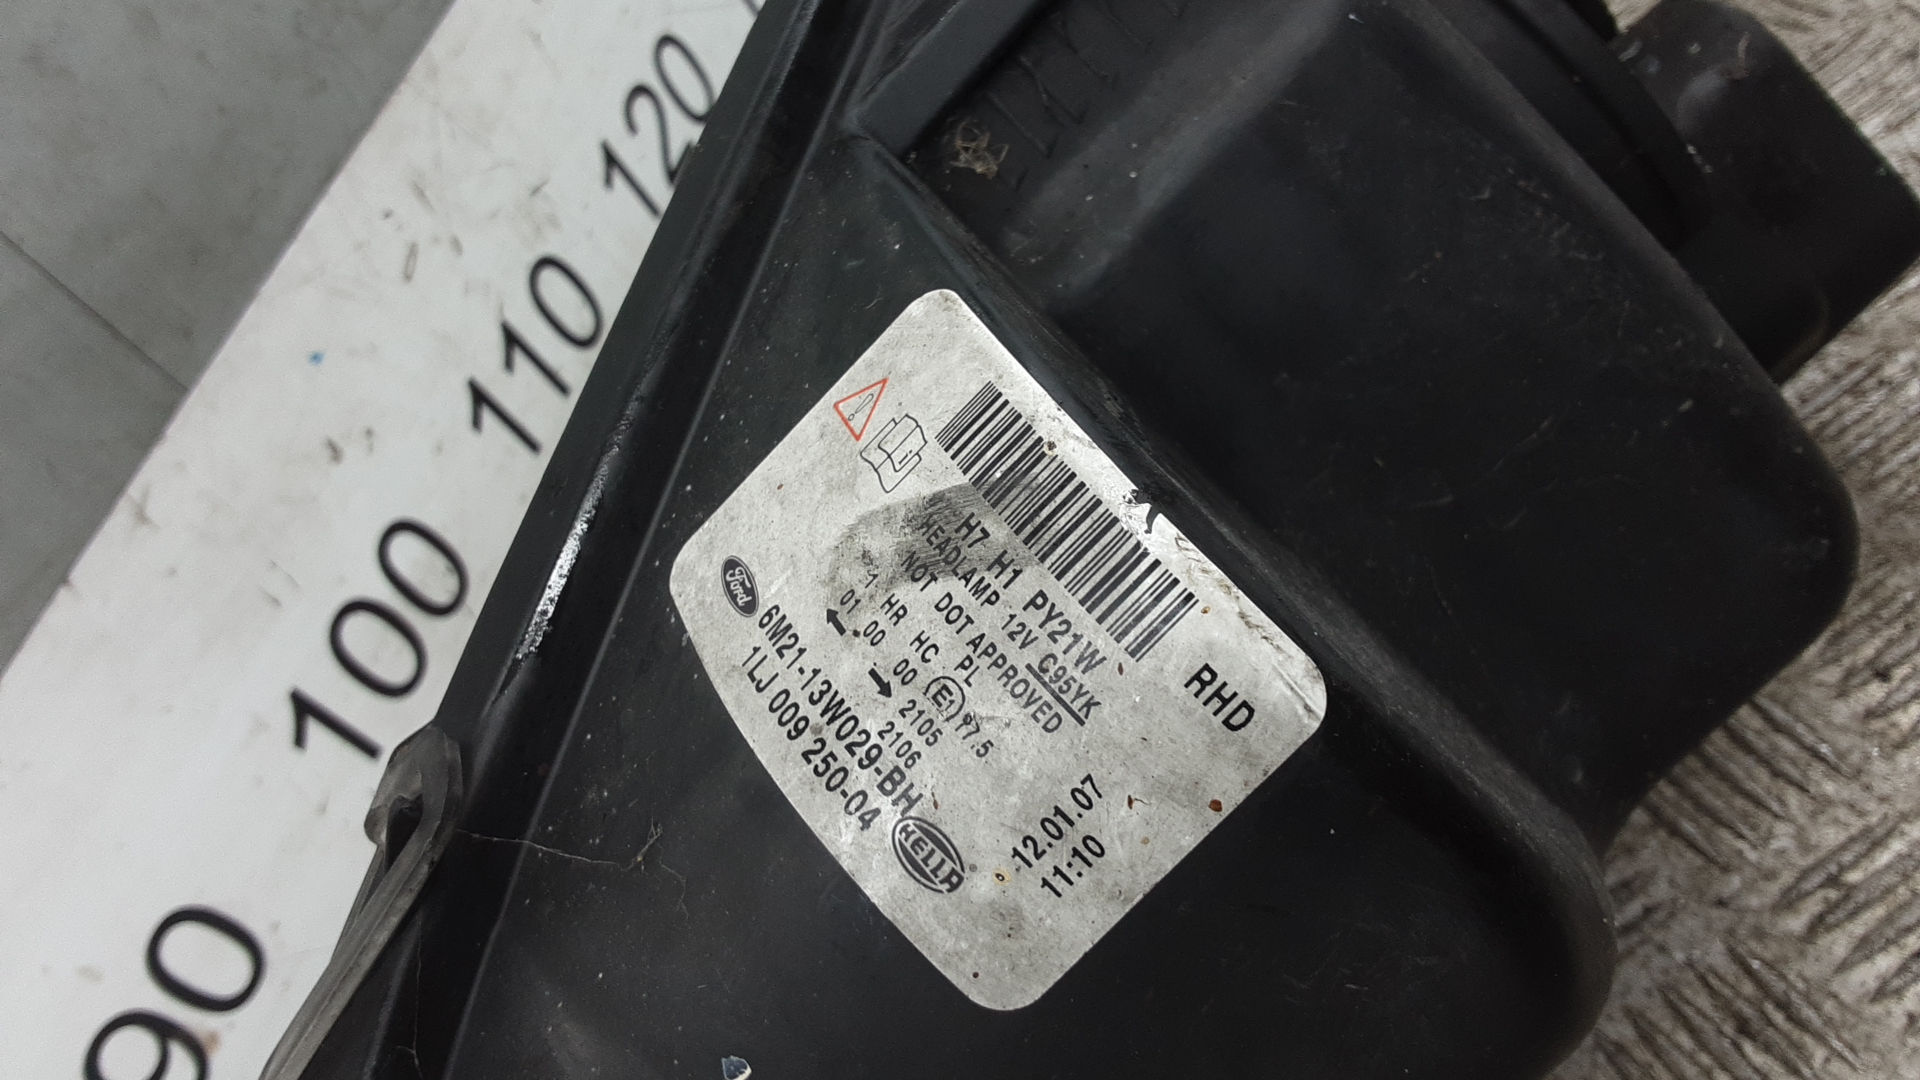 120
110
100
90
RHD
H7 H1 PY21W
HEADLAMP 12V C95YK
NOT DOT APPROVED
1 HR HC PL
01 00 00 E1 17.5
2105
2106
Ford 6M21-13W029-BH
1LJ 009 250-04
HELLA
12.01.07
11:10